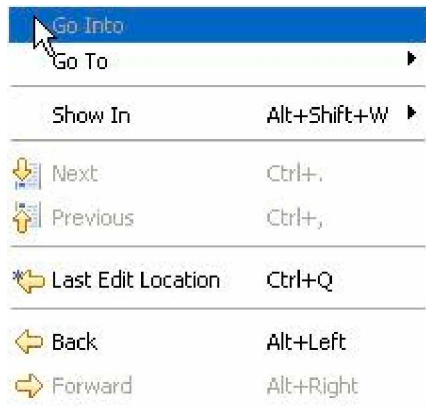 Go Into
Go To
Show In Alt+Shift+W
Next Ctrl+.
Previous Ctrl+,
Last Edit Location Ctrl+Q
Back Alt+Left
Forward Alt+Right